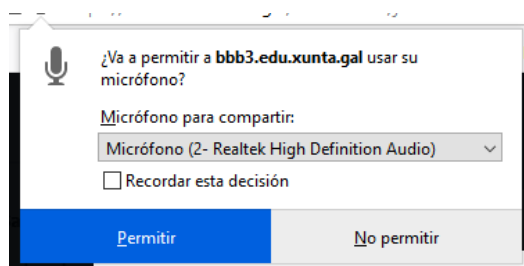 ¿Va a permitir a bbb3.edu.xunta.gal usar su
micrófono?
Micrófono para compartir:
Micrófono (2- Realtek High Definition Audio)
Recordar esta decisión
Permitir
No permitir